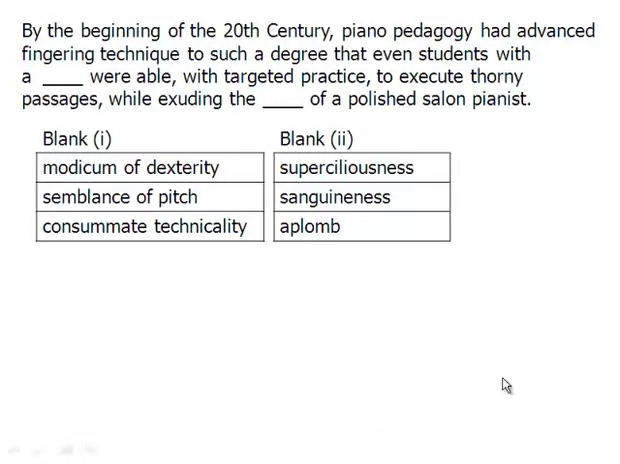 By the beginning of the 20th Century, piano pedagogy had advanced
fingering technique to such a degree that even students with
a ____ were able, with targeted practice, to execute thorny
passages, while exuding the ____ of a polished salon pianist.
Blank (i) Blank (ii)
modicum of dexterity superciliousness
semblance of pitch sanguineness
consummate technicality aplomb